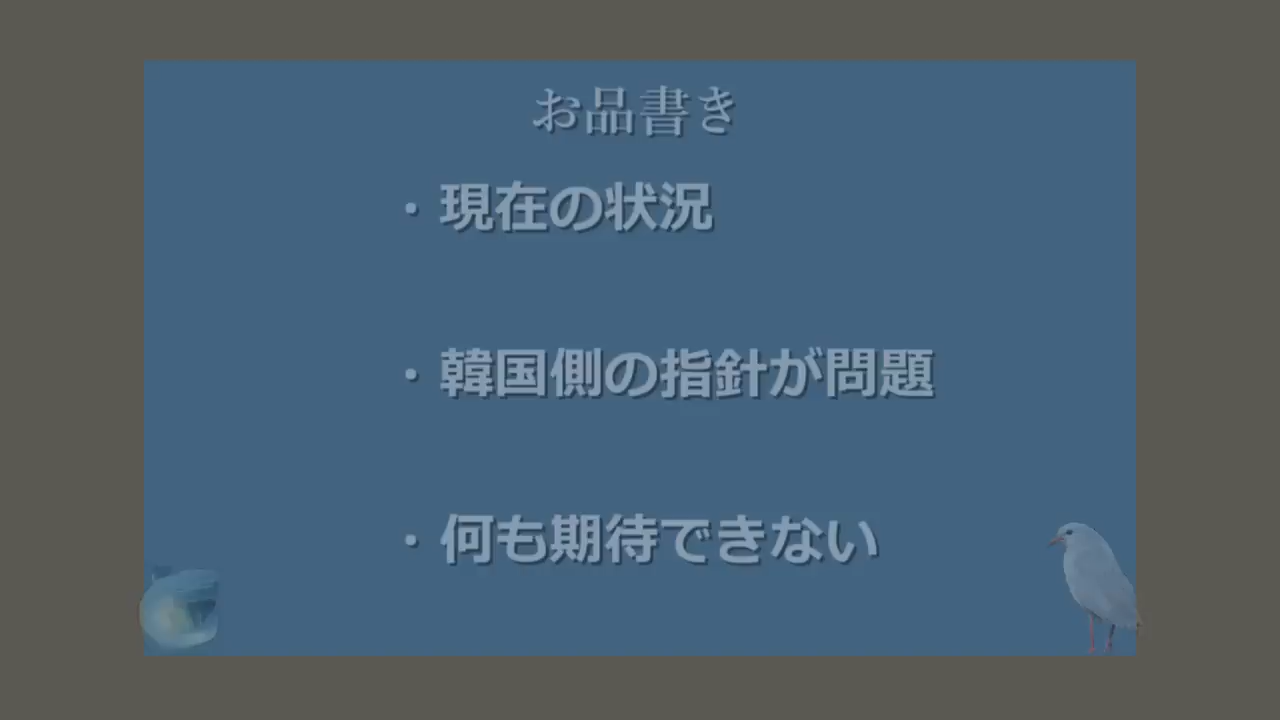 お品書き
・現在の状況
・韓国側の指針が問題
・何も期待できない